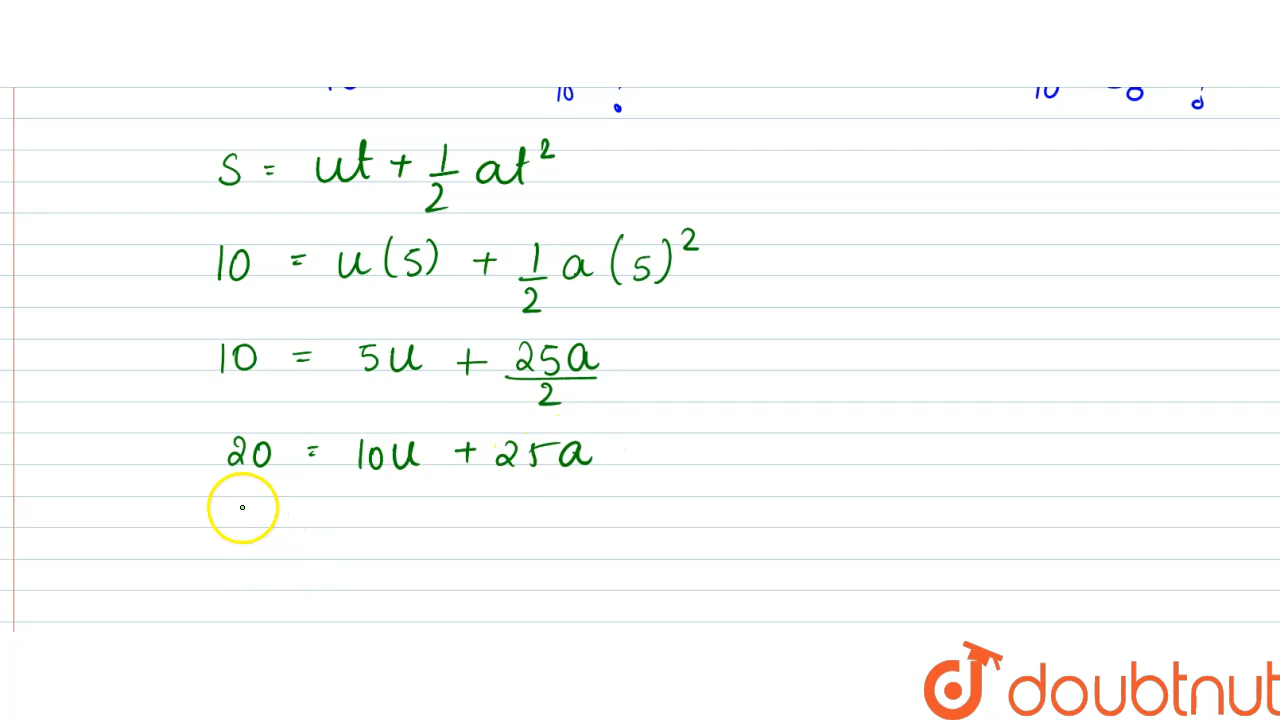 S = ut + 1/2 at²
10 = u(5) + 1/2 a(5)²
10 = 5u + 25a/2
20 = 10u + 25a
doubtnut